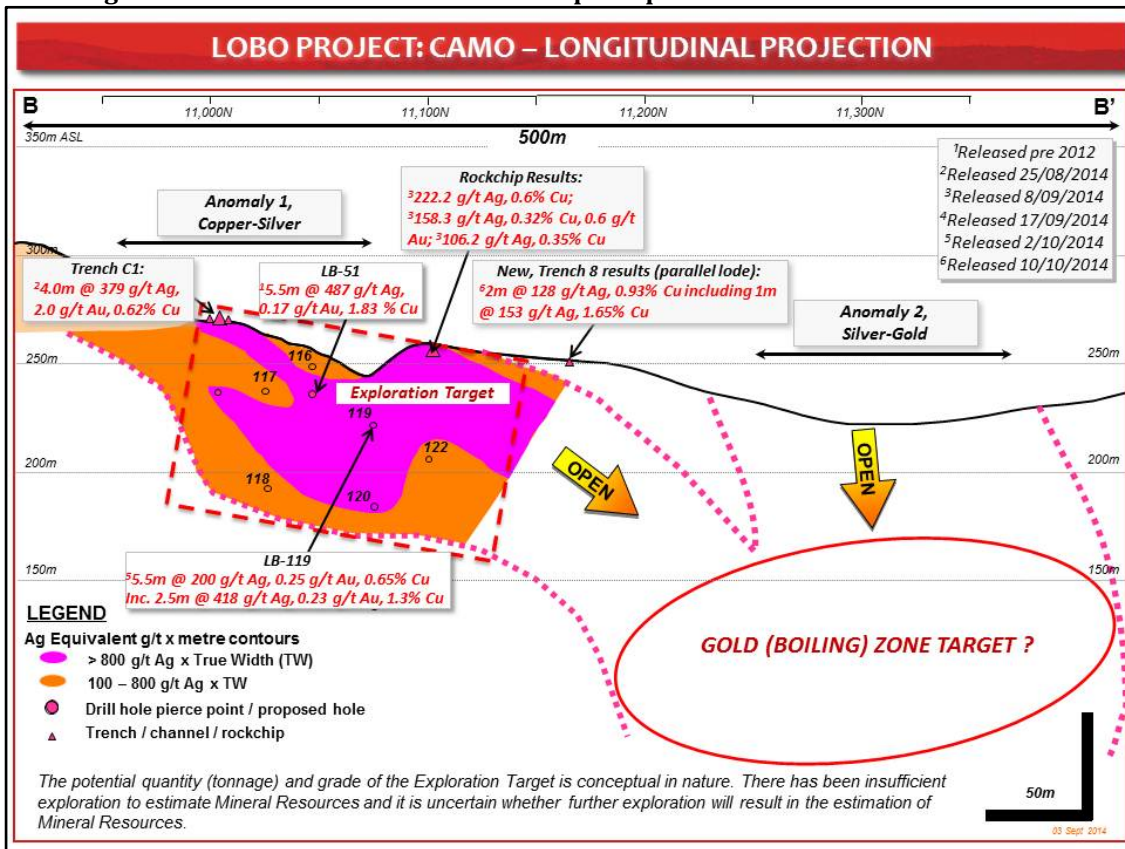 LOBO PROJECT: CAMO – LONGITUDINAL PROJECTION
B
11,000N
11,100N
11,200N
11,300N
B'
350m ASL
500m
¹Released pre 2012
²Released 25/08/2014
³Released 8/09/2014
⁴Released 17/09/2014
⁵Released 2/10/2014
⁶Released 10/10/2014
Anomaly 1,
Copper-Silver
Rockchip Results:
³222.2 g/t Ag, 0.6% Cu;
³158.3 g/t Ag, 0.32% Cu, 0.6 g/t
Au; ³106.2 g/t Ag, 0.35% Cu
300m
Trench C1:
²4.0m @ 379 g/t Ag,
2.0 g/t Au, 0.62% Cu
LB-51
¹5.5m @ 487 g/t Ag,
0.17 g/t Au, 1.83 % Cu
New, Trench 8 results (parallel lode):
⁶2m @ 128 g/t Ag, 0.93% Cu including 1m
@ 153 g/t Ag, 1.65% Cu
Anomaly 2,
Silver-Gold
250m
250m
116
117
Exploration Target
119
122
118
120
200m
200m
OPEN
OPEN
150m
150m
LB-119
⁵5.5m @ 200 g/t Ag, 0.25 g/t Au, 0.65% Cu
Inc. 2.5m @ 418 g/t Ag, 0.23 g/t Au, 1.3% Cu
GOLD (BOILING) ZONE TARGET ?
LEGEND
Ag Equivalent g/t x metre contours
> 800 g/t Ag x True Width (TW)
100 – 800 g/t Ag x TW
Drill hole pierce point / proposed hole
Trench / channel / rockchip
50m
The potential quantity (tonnage) and grade of the Exploration Target is conceptual in nature. There has been insufficient
exploration to estimate Mineral Resources and it is uncertain whether further exploration will result in the estimation of
Mineral Resources.
03 Sept 2014